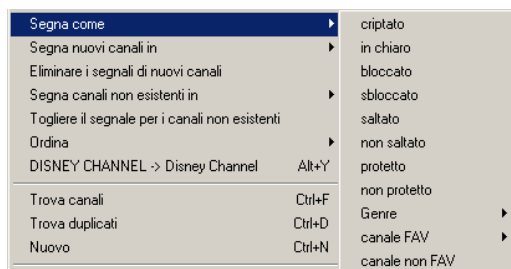 Segna come
Segna nuovi canali in
Eliminare i segnali di nuovi canali
Segna canali non esistenti in
Togliere il segnale per i canali non esistenti
Ordina
DISNEY CHANNEL -> Disney Channel Alt+Y
Trova canali Ctrl+F
Trova duplicati Ctrl+D
Nuovo Ctrl+N
criptato
in chiaro
bloccato
sbloccato
saltato
non saltato
protetto
non protetto
Genre
canale FAV
canale non FAV